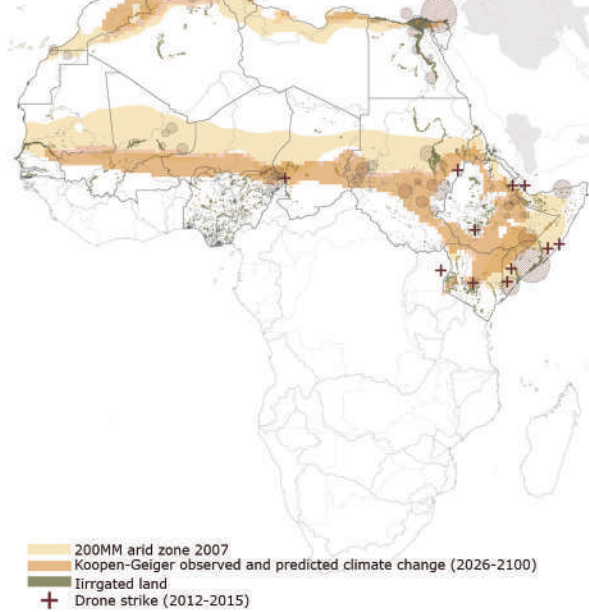 200MM arid zone 2007
Koopen-Geiger observed and predicted climate change (2026-2100)
Iirrgated land
Drone strike (2012-2015)